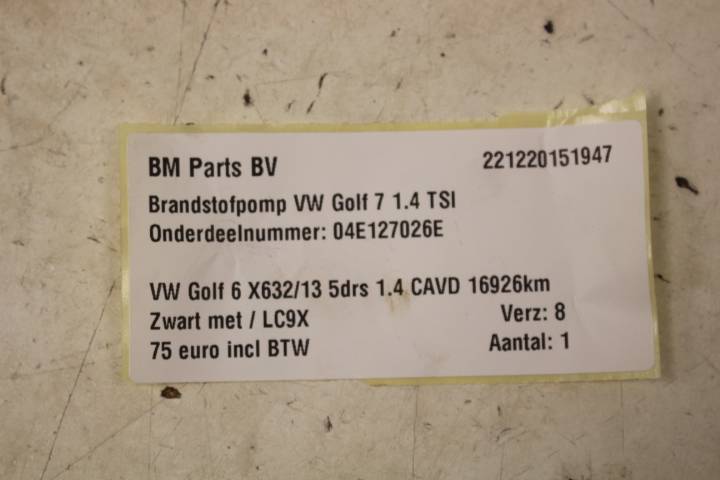 BM Parts BV 221220151947
Brandstofpomp VW Golf 7 1.4 TSI
Onderdeelnummer: 04E127026E
VW Golf 6 X632/13 5drs 1.4 CAVD 16926km
Zwart met / LC9X Verz: 8
75 euro incl BTW Aantal: 1